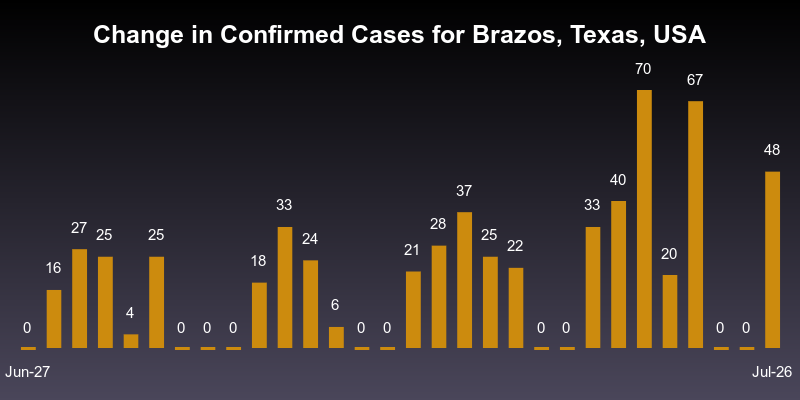 Change in Confirmed Cases for Brazos, Texas, USA
0 16 27 25 4 25 0 0 0 18 33 24 6 0 0 21 28 37 25 22 0 0 33 40 70 20 67 0 0 48
Jun-27 Jul-26